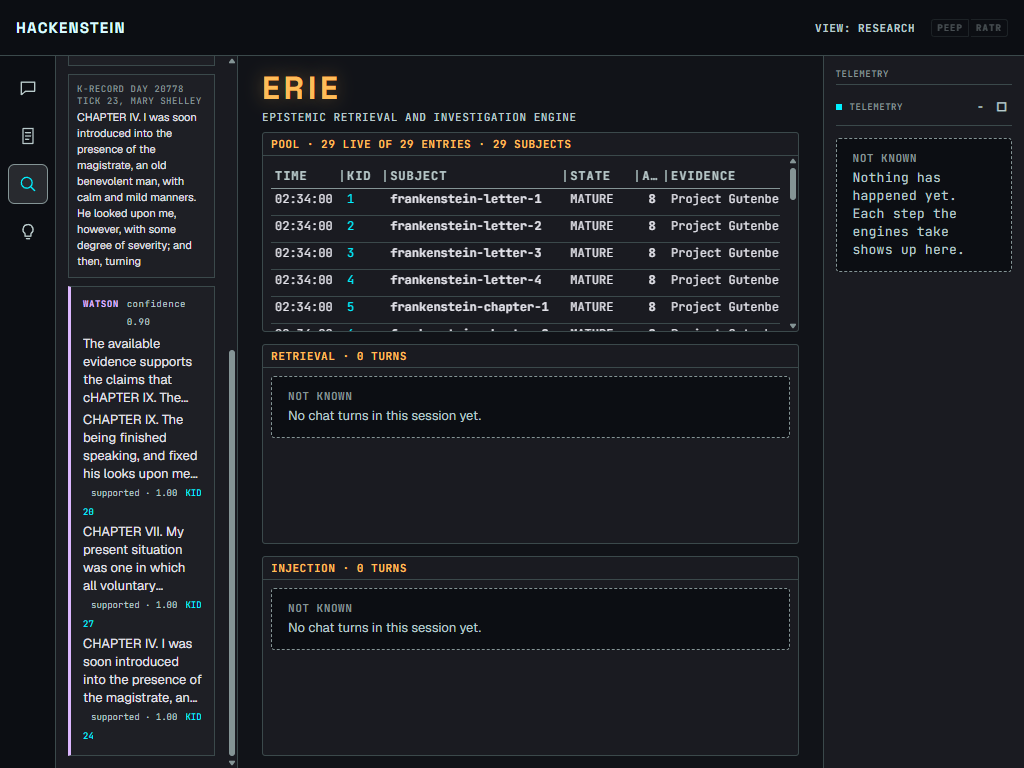 HACKENSTEIN
VIEW: RESEARCH PEEP RATR
K-RECORD DAY 20778
TICK 23, MARY SHELLEY
CHAPTER IV. I was soon
introduced into the
presence of the
magistrate, an old
benevolent man, with
calm and mild manners.
He looked upon me,
however, with some
degree of severity; and
then, turning
WATSON confidence
0.90
The available
evidence supports
the claims that
cHAPTER IX. The…
CHAPTER IX. The
being finished
speaking, and fixed
his looks upon me…
supported · 1.00 KID
20
CHAPTER VII. My
present situation
was one in which
all voluntary…
supported · 1.00 KID
27
CHAPTER IV. I was
soon introduced
into the presence of
the magistrate, an…
supported · 1.00 KID
24
ERIE
EPISTEMIC RETRIEVAL AND INVESTIGATION ENGINE
POOL · 29 LIVE OF 29 ENTRIES · 29 SUBJECTS
TIME |KID |SUBJECT |STATE |A… |EVIDENCE
02:34:00 1 frankenstein-letter-1 MATURE 8 Project Gutenbe
02:34:00 2 frankenstein-letter-2 MATURE 8 Project Gutenbe
02:34:00 3 frankenstein-letter-3 MATURE 8 Project Gutenbe
02:34:00 4 frankenstein-letter-4 MATURE 8 Project Gutenbe
02:34:00 5 frankenstein-chapter-1 MATURE 8 Project Gutenbe
RETRIEVAL · 0 TURNS
NOT KNOWN
No chat turns in this session yet.
INJECTION · 0 TURNS
NOT KNOWN
No chat turns in this session yet.
TELEMETRY
TELEMETRY -
NOT KNOWN
Nothing has
happened yet.
Each step the
engines take
shows up here.